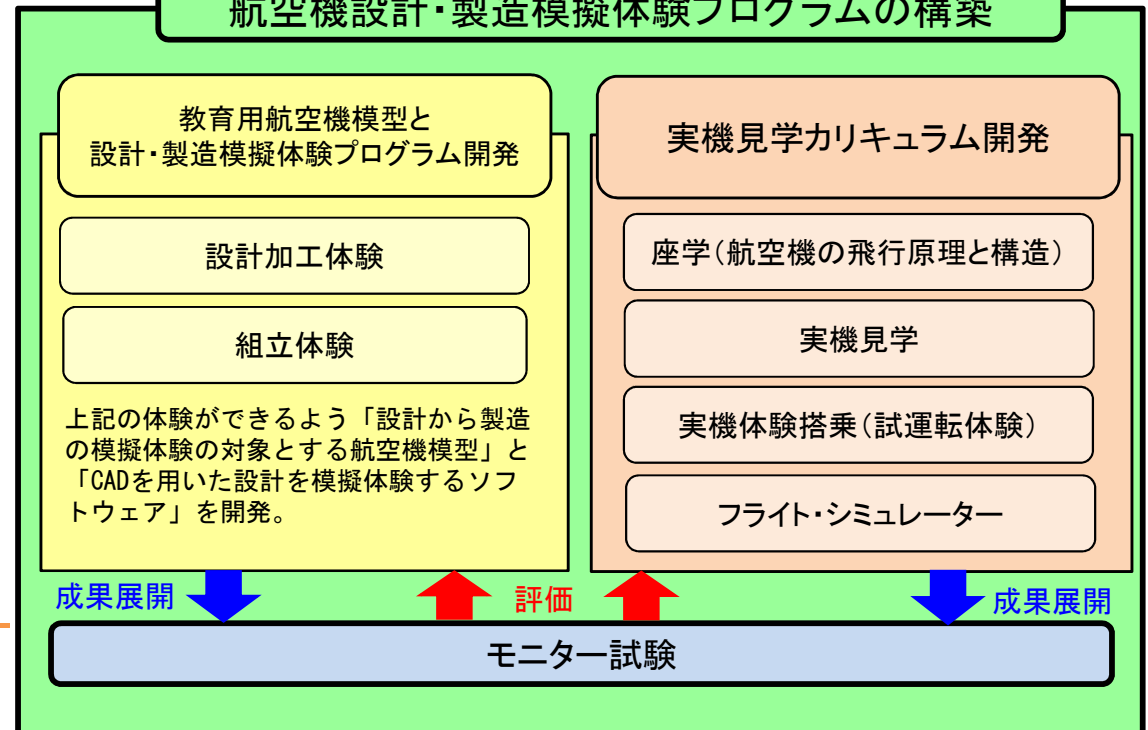 航空機設計・製造模擬体験プログラムの構築
教育用航空機模型と
設計・製造模擬体験プログラム開発
設計加工体験
組立体験
上記の体験ができるよう「設計から製造
の模擬体験の対象とする航空機模型」と
「CADを用いた設計を模擬体験するソフ
トウェア」を開発。
実機見学カリキュラム開発
座学（航空機の飛行原理と構造）
実機見学
実機体験搭乗（試運転体験）
フライト・シミュレーター
成果展開
評価
成果展開
モニター試験